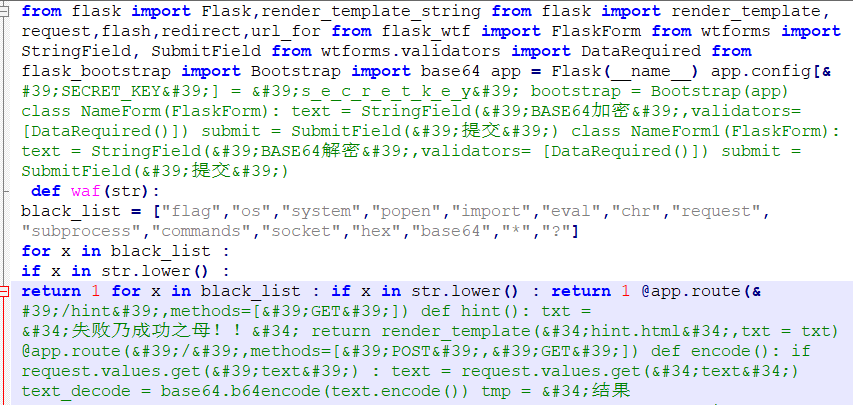 from flask import Flask,render_template_string from flask import render_template,
request,flash,redirect,url_for from flask_wtf import FlaskForm from wtforms import
StringField, SubmitField from wtforms.validators import DataRequired from
flask_bootstrap import Bootstrap import base64 app = Flask(__name__) app.config[&
#39;SECRET_KEY&#39;] = &#39;s_e_c_r_e_t_k_e_y&#39; bootstrap = Bootstrap(app)
class NameForm(FlaskForm): text = StringField(&#39;BASE64加密&#39;,validators=
[DataRequired()]) submit = SubmitField(&#39;提交&#39;) class NameForm1(FlaskForm):
text = StringField(&#39;BASE64解密&#39;,validators= [DataRequired()]) submit =
SubmitField(&#39;提交&#39;)
def waf(str):
black_list = ["flag","os","system","popen","import","eval","chr","request",
"subprocess","commands","socket","hex","base64","*","?"]
for x in black_list :
if x in str.lower() :
return 1 for x in black_list : if x in str.lower() : return 1 @app.route(&
#39;/hint&#39;,methods=[&#39;GET&#39;]) def hint(): txt =
&#34;失败乃成功之母！！&#34; return render_template(&#34;hint.html&#34;,txt = txt)
@app.route(&#39;/&#39;,methods=[&#39;POST&#39;,&#39;GET&#39;]) def encode(): if
request.values.get(&#39;text&#39;) : text = request.values.get(&#34;text&#34;)
text_decode = base64.b64encode(text.encode()) tmp = &#34;结果